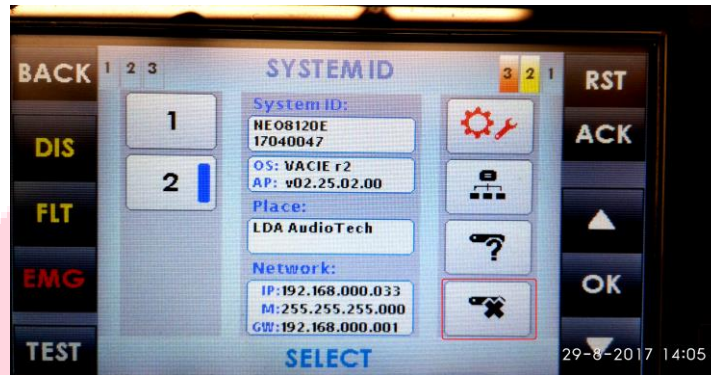 BACK
DIS
FLT
EMG
TEST
1 2 3
SYSTEM ID
3 2 1
1
2
System ID:
NEO8120E
17040047
OS: VACIE r2
AP: v02.25.02.00
Place:
LDA AudioTech
Network:
IP:192.168.000.033
M:255.255.255.000
GW:192.168.000.001
SELECT
?
RST
ACK
OK
29-8-2017 14:05